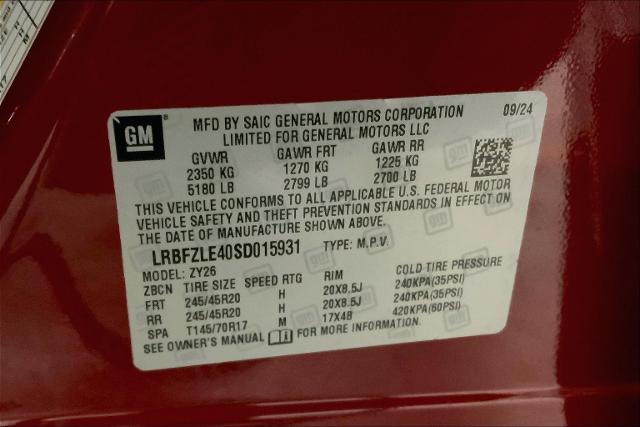 GM
MFD BY SAIC GENERAL MOTORS CORPORATION 09/24
LIMITED FOR GENERAL MOTORS LLC
GVWR GAWR FRT GAWR RR
2350 KG 1270 KG 1225 KG
5180 LB 2799 LB 2700 LB
THIS VEHICLE CONFORMS TO ALL APPLICABLE U.S. FEDERAL MOTOR
VEHICLE SAFETY AND THEFT PREVENTION STANDARDS IN EFFECT ON
THE DATE OF MANUFACTURE SHOWN ABOVE.
LRBFZLE40SD015931 TYPE: M.P.V.
MODEL: ZY26
ZBCN TIRE SIZE SPEED RTG RIM COLD TIRE PRESSURE
FRT 245/45R20 H 20X8.5J 240KPA(35PSI)
RR 245/45R20 H 20X8.5J 240KPA(35PSI)
SPA T145/70R17 M 17X4B 420KPA(60PSI)
SEE OWNER'S MANUAL FOR MORE INFORMATION.